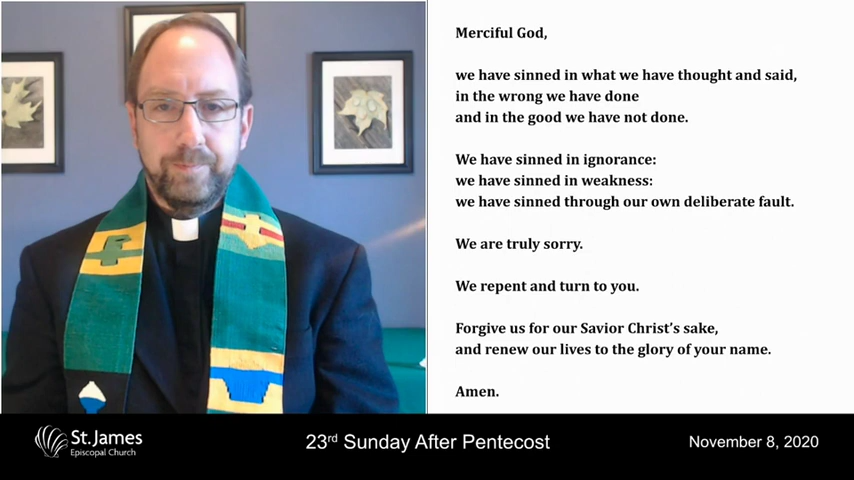 Merciful God,
we have sinned in what we have thought and said,
in the wrong we have done
and in the good we have not done.
We have sinned in ignorance:
we have sinned in weakness:
we have sinned through our own deliberate fault.
We are truly sorry.
We repent and turn to you.
Forgive us for our Savior Christ's sake,
and renew our lives to the glory of your name.
Amen.
St.James
Episcopal Church
23rd Sunday After Pentecost
November 8, 2020